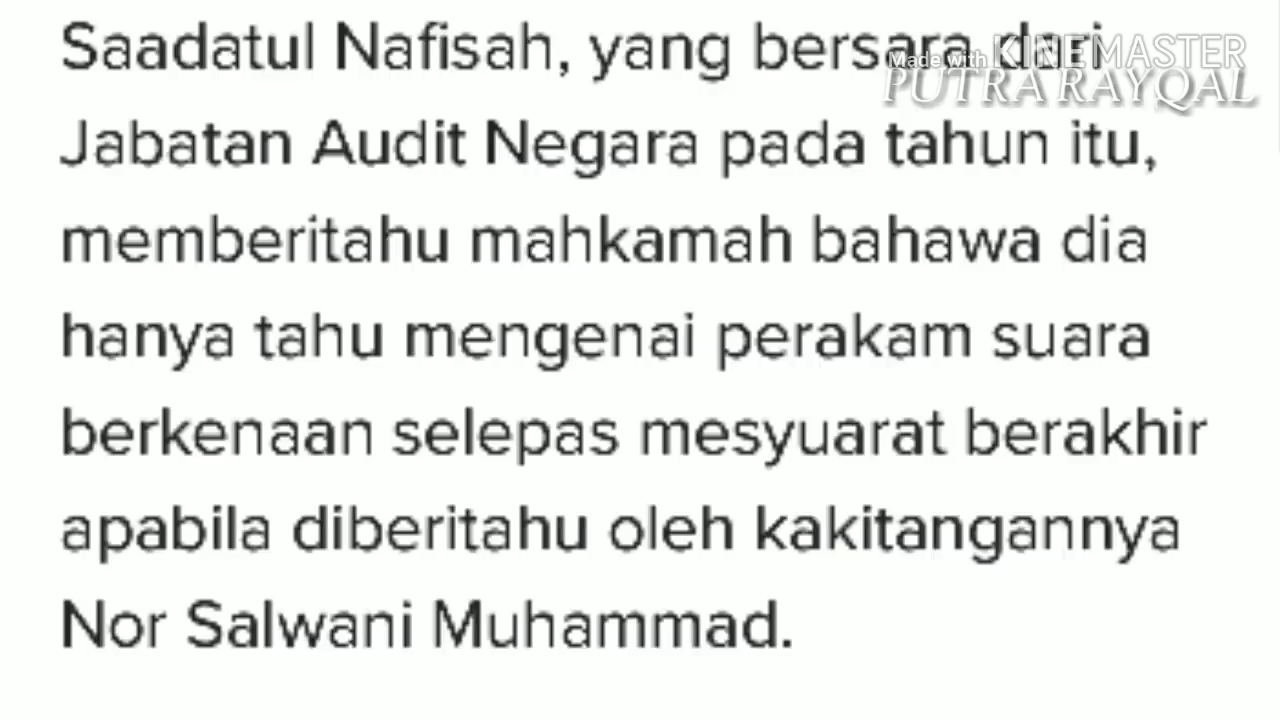 Saadatul Nafisah, yang bersara dari
Made with KINEMASTER
PUTRA RAYQAL
Jabatan Audit Negara pada tahun itu,
memberitahu mahkamah bahawa dia
hanya tahu mengenai perakam suara
berkenaan selepas mesyuarat berakhir
apabila diberitahu oleh kakitangannya
Nor Salwani Muhammad.